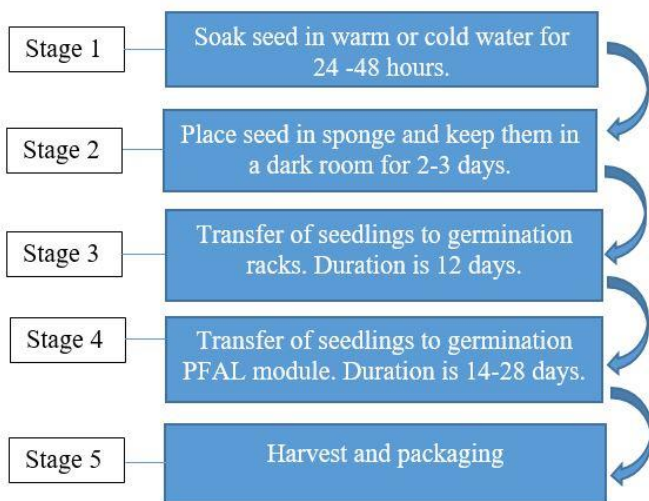 Stage 1
Soak seed in warm or cold water for
24 -48 hours.
Stage 2
Place seed in sponge and keep them in
a dark room for 2-3 days.
Stage 3
Transfer of seedlings to germination
racks. Duration is 12 days.
Stage 4
Transfer of seedlings to germination
PFAL module. Duration is 14-28 days.
Stage 5
Harvest and packaging